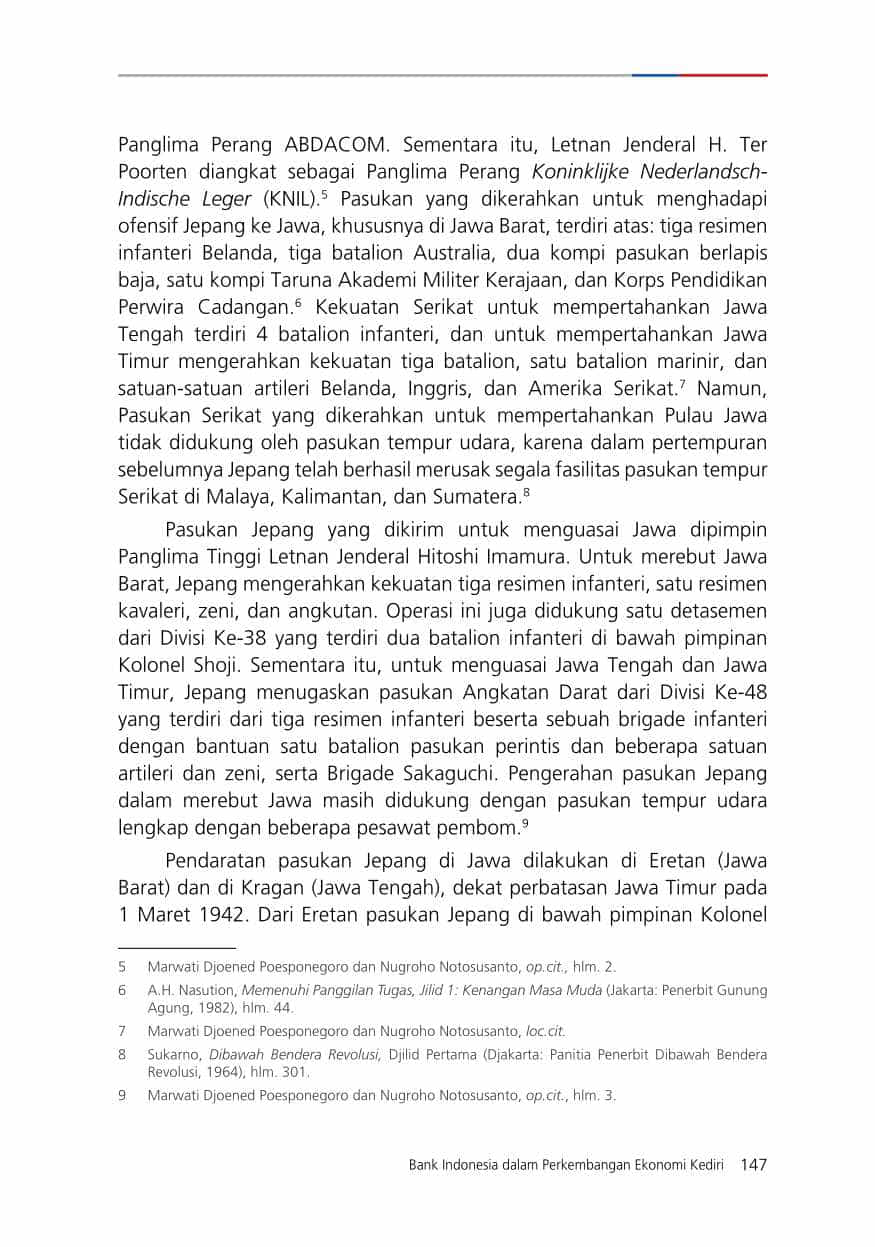 Panglima Perang ABDACOM. Sementara itu, Letnan Jenderal H. Ter
Poorten diangkat sebagai Panglima Perang Koninklijke Nederlandsch-
Indische Leger (KNIL).⁵ Pasukan yang dikerahkan untuk menghadapi
ofensif Jepang ke Jawa, khususnya di Jawa Barat, terdiri atas: tiga resimen
infanteri Belanda, tiga batalion Australia, dua kompi pasukan berlapis
baja, satu kompi Taruna Akademi Militer Kerajaan, dan Korps Pendidikan
Perwira Cadangan.⁶ Kekuatan Serikat untuk mempertahankan Jawa
Tengah terdiri 4 batalion infanteri, dan untuk mempertahankan Jawa
Timur mengerahkan kekuatan tiga batalion, satu batalion marinir, dan
satuan-satuan artileri Belanda, Inggris, dan Amerika Serikat.⁷ Namun,
Pasukan Serikat yang dikerahkan untuk mempertahankan Pulau Jawa
tidak didukung oleh pasukan tempur udara, karena dalam pertempuran
sebelumnya Jepang telah berhasil merusak segala fasilitas pasukan tempur
Serikat di Malaya, Kalimantan, dan Sumatera.⁸
Pasukan Jepang yang dikirim untuk menguasai Jawa dipimpin
Panglima Tinggi Letnan Jenderal Hitoshi Imamura. Untuk merebut Jawa
Barat, Jepang mengerahkan kekuatan tiga resimen infanteri, satu resimen
kavaleri, zeni, dan angkutan. Operasi ini juga didukung satu detasemen
dari Divisi Ke-38 yang terdiri dua batalion infanteri di bawah pimpinan
Kolonel Shoji. Sementara itu, untuk menguasai Jawa Tengah dan Jawa
Timur, Jepang menugaskan pasukan Angkatan Darat dari Divisi Ke-48
yang terdiri dari tiga resimen infanteri beserta sebuah brigade infanteri
dengan bantuan satu batalion pasukan perintis dan beberapa satuan
artileri dan zeni, serta Brigade Sakaguchi. Pengerahan pasukan Jepang
dalam merebut Jawa masih didukung dengan pasukan tempur udara
lengkap dengan beberapa pesawat pembom.⁹
Pendaratan pasukan Jepang di Jawa dilakukan di Eretan (Jawa
Barat) dan di Kragan (Jawa Tengah), dekat perbatasan Jawa Timur pada
1 Maret 1942. Dari Eretan pasukan Jepang di bawah pimpinan Kolonel
5 Marwati Djoened Poesponegoro dan Nugroho Notosusanto, op.cit., hlm. 2.
6 A.H. Nasution, Memenuhi Panggilan Tugas, Jilid 1: Kenangan Masa Muda (Jakarta: Penerbit Gunung
Agung, 1982), hlm. 44.
7 Marwati Djoened Poesponegoro dan Nugroho Notosusanto, loc.cit.
8 Sukarno, Dibawah Bendera Revolusi, Djilid Pertama (Djakarta: Panitia Penerbit Dibawah Bendera
Revolusi, 1964), hlm. 301.
9 Marwati Djoened Poesponegoro dan Nugroho Notosusanto, op.cit., hlm. 3.
Bank Indonesia dalam Perkembangan Ekonomi Kediri 147